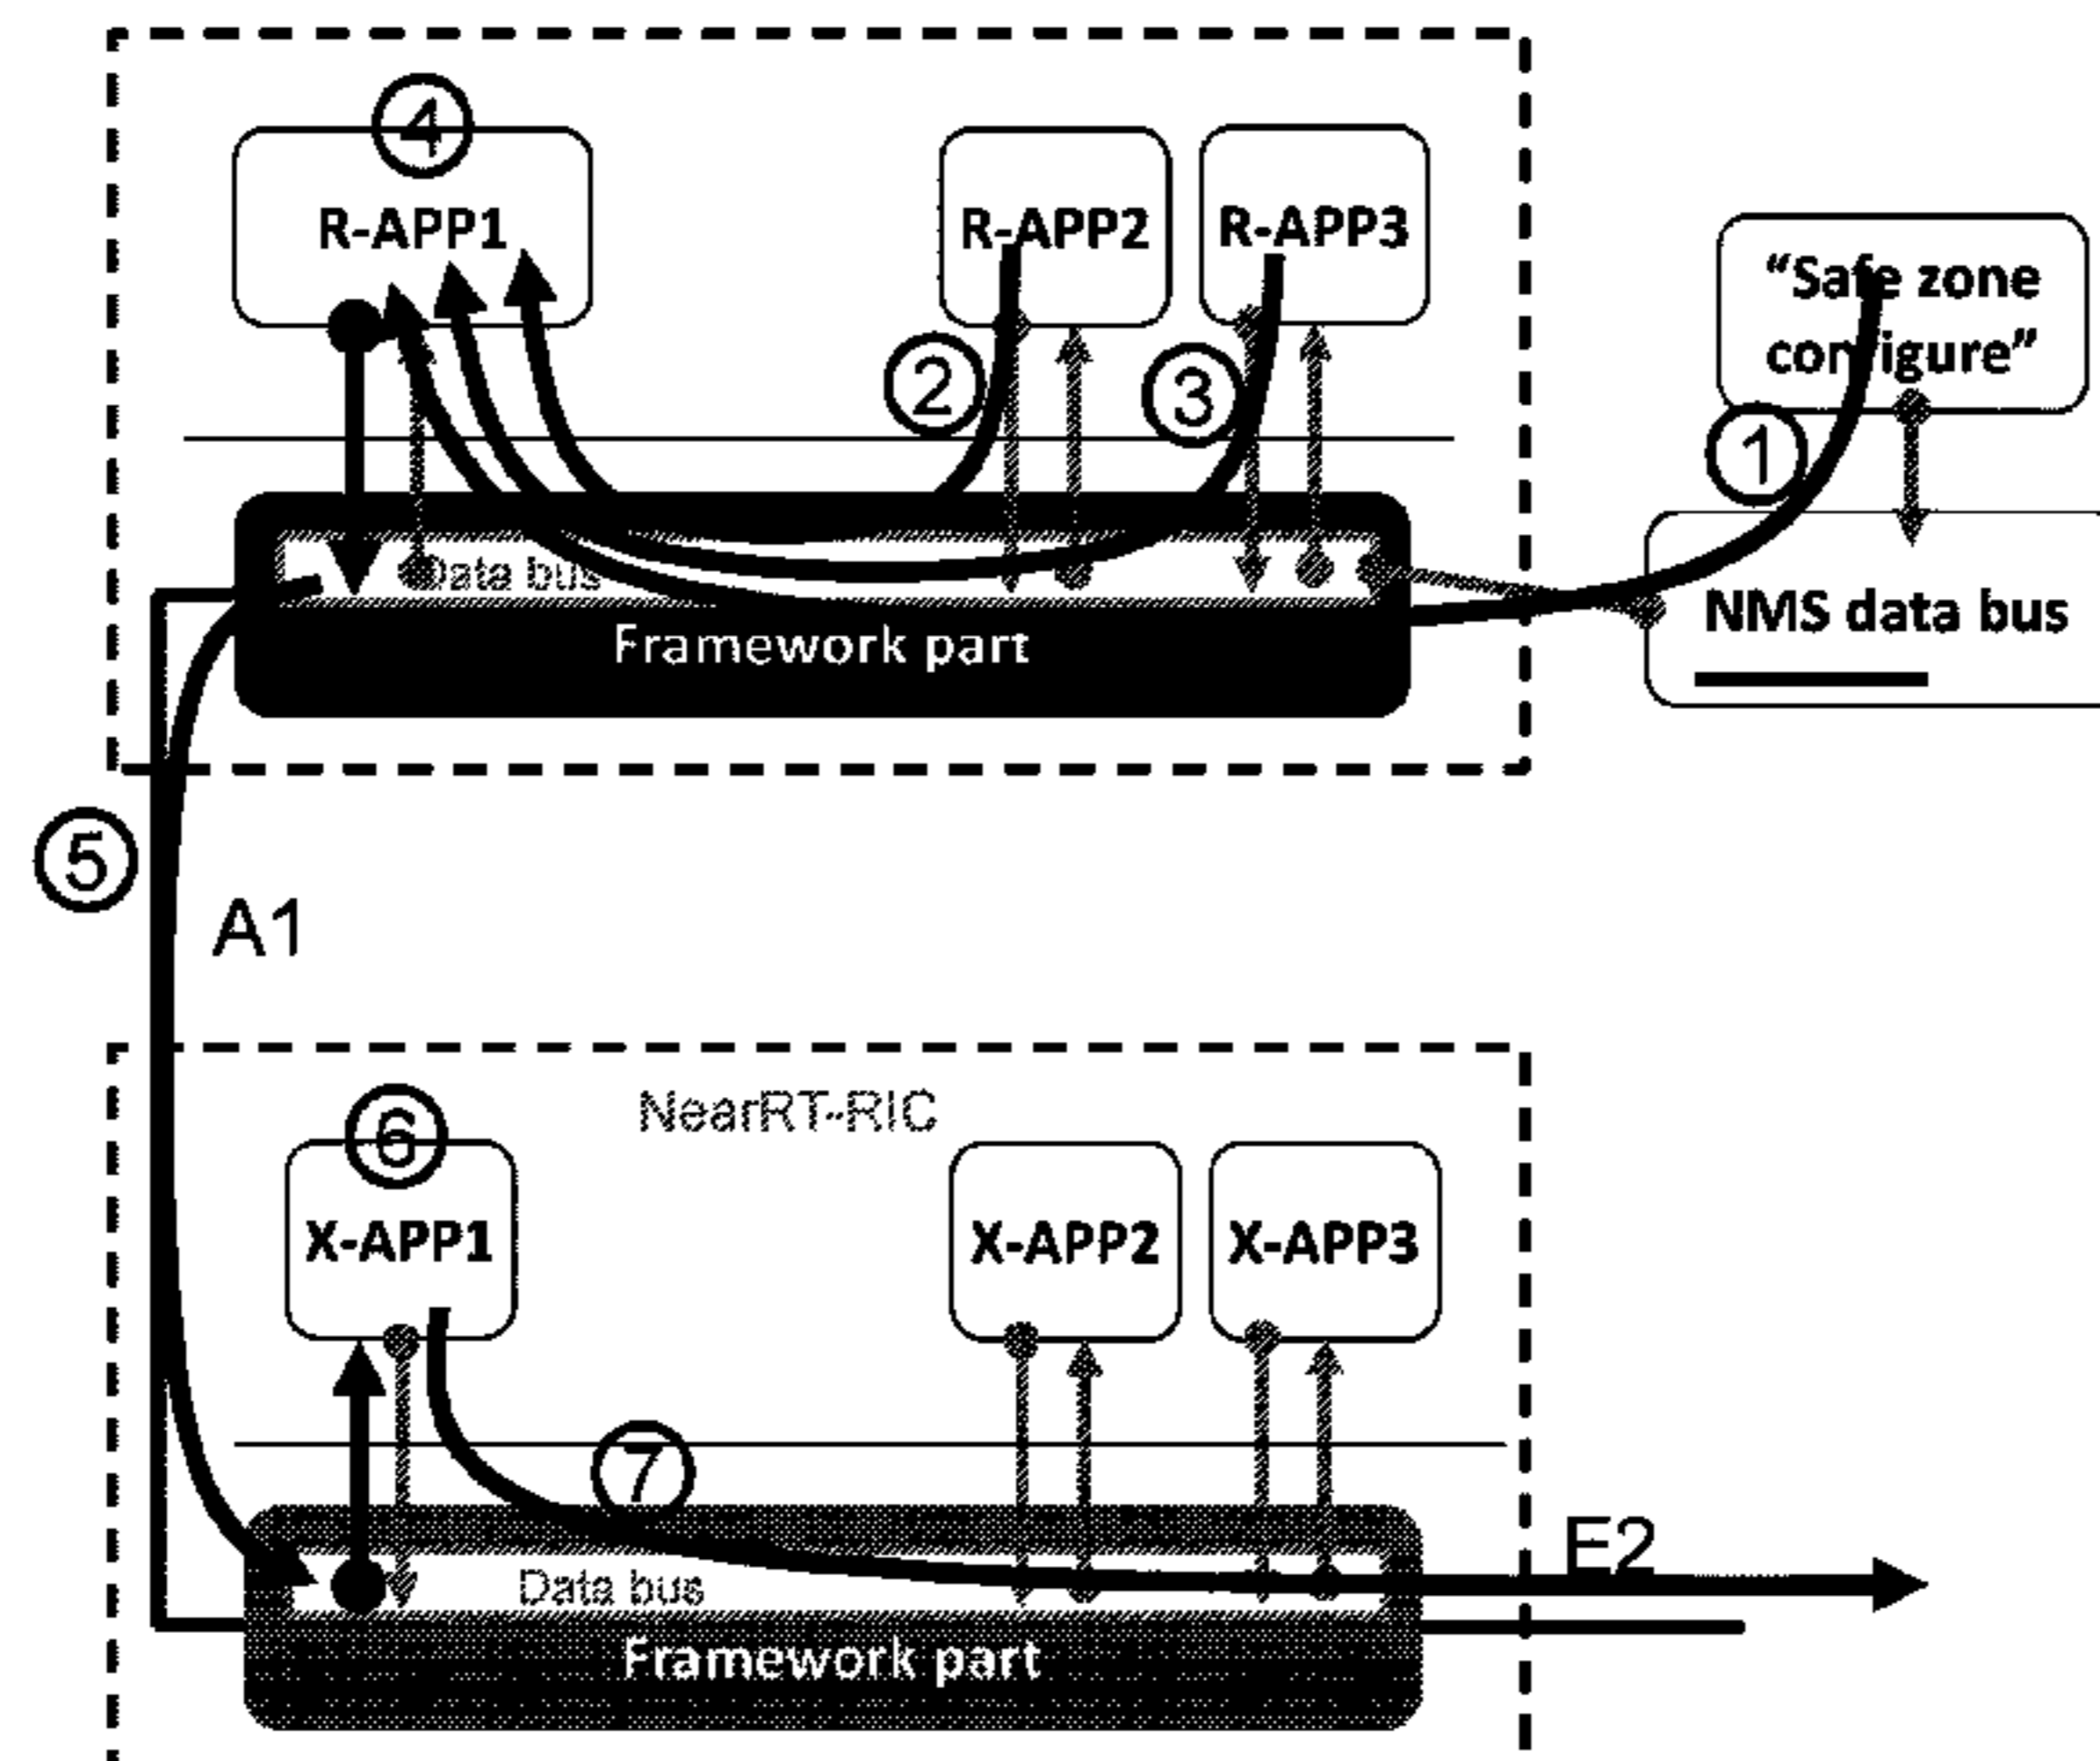 4
R-APP1
R-APP2
R-APP3
“Safe zone
configure”
2
3
1
Data bus
Framework part
NMS data bus
5
A1
NearRT-RIC
6
X-APP1
X-APP2
X-APP3
7
E2
Data bus
Framework part